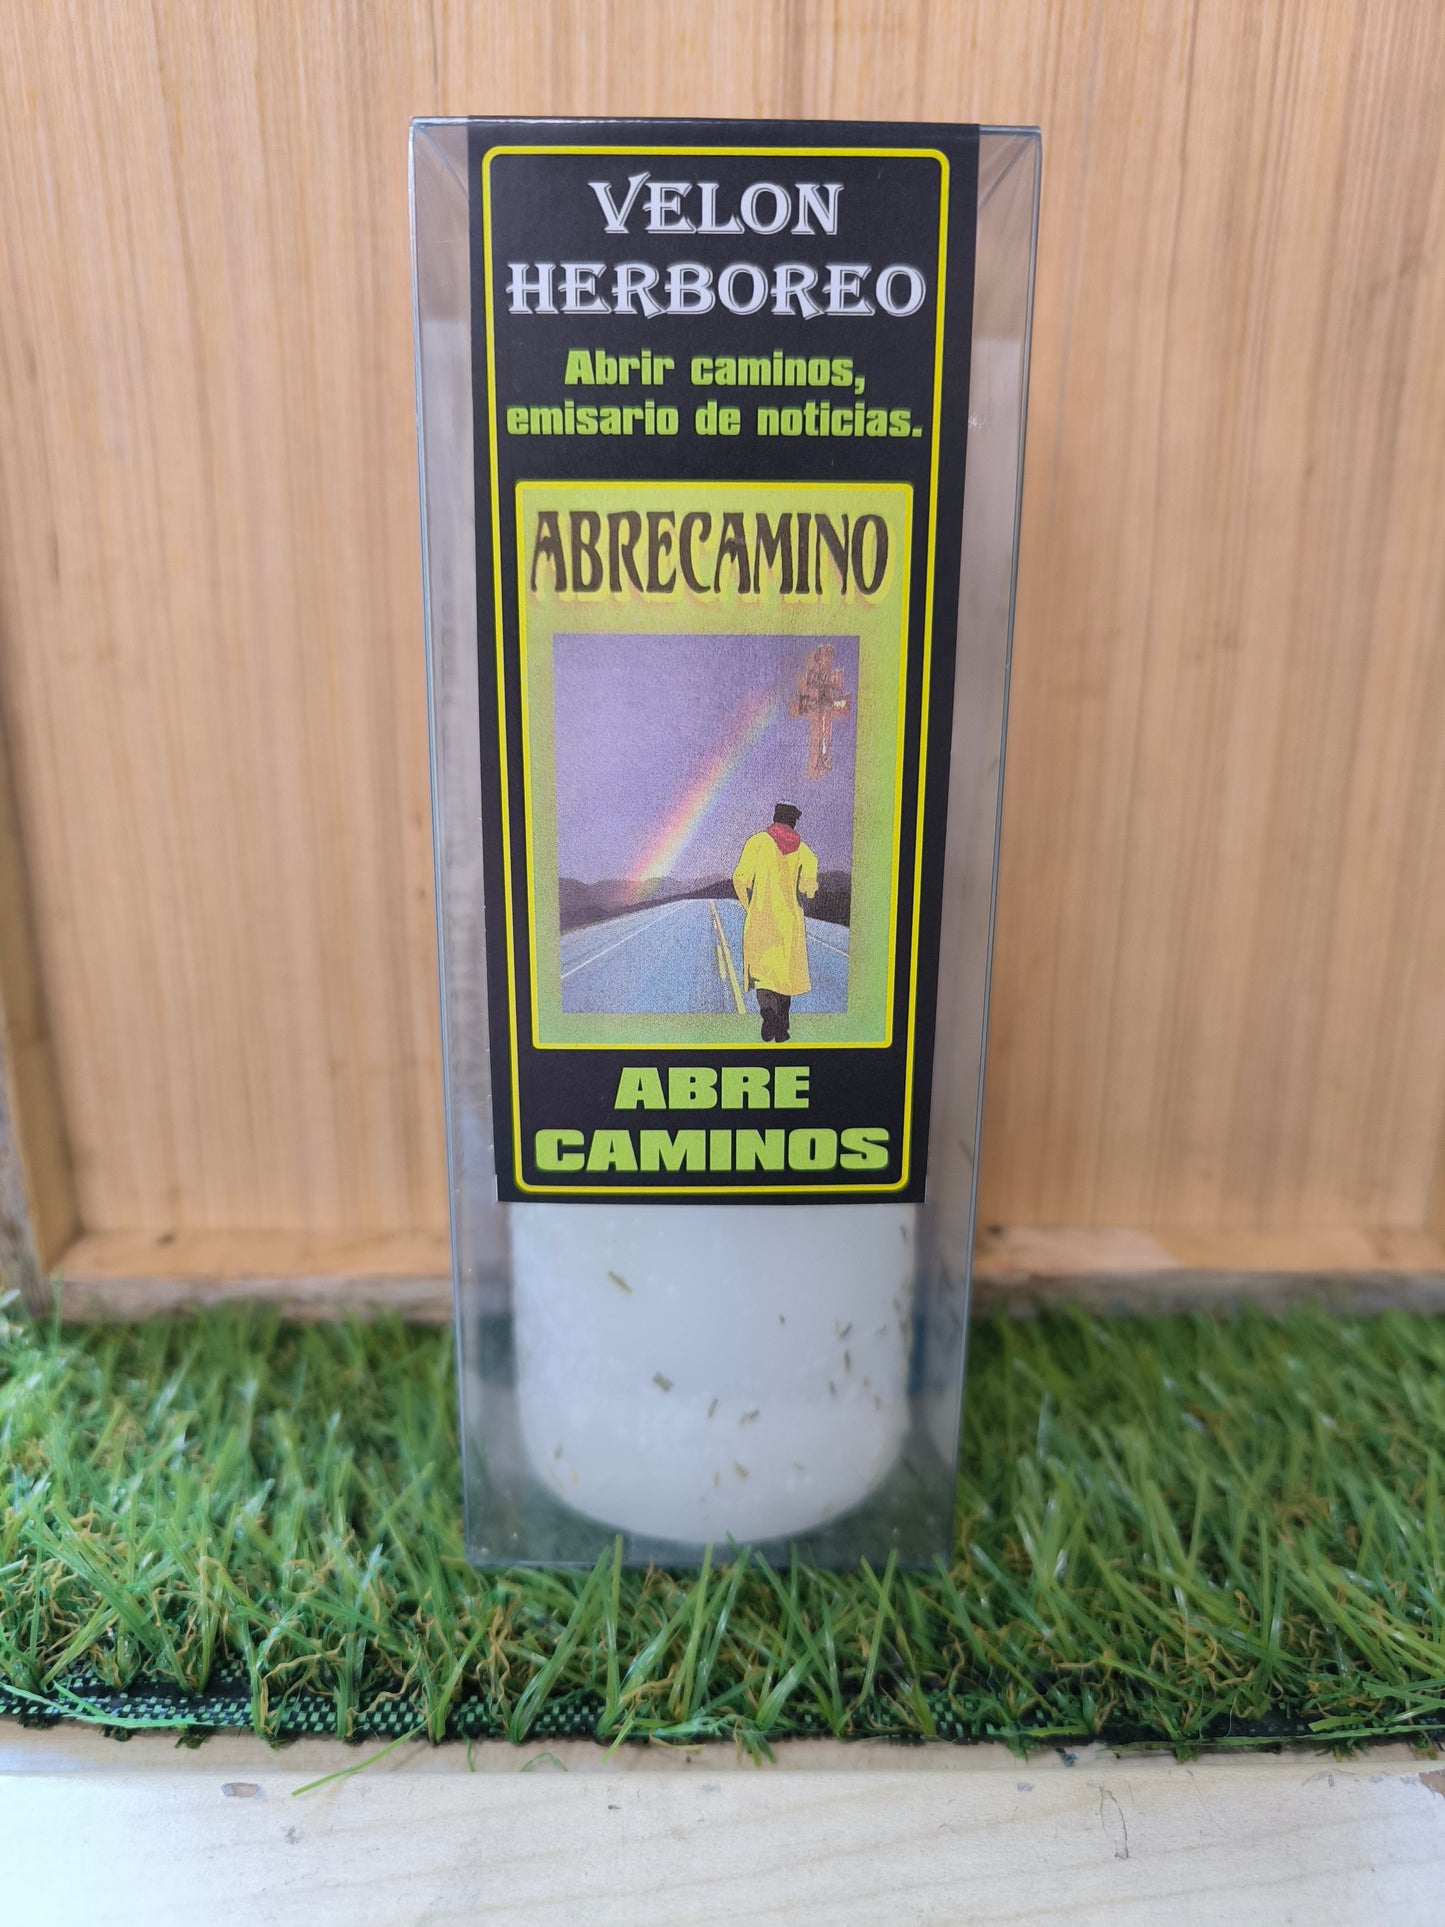 VELON
HERBOREO
Abrir caminos,
emisario de noticias.
ABRECAMINO
ABRE
CAMINOS